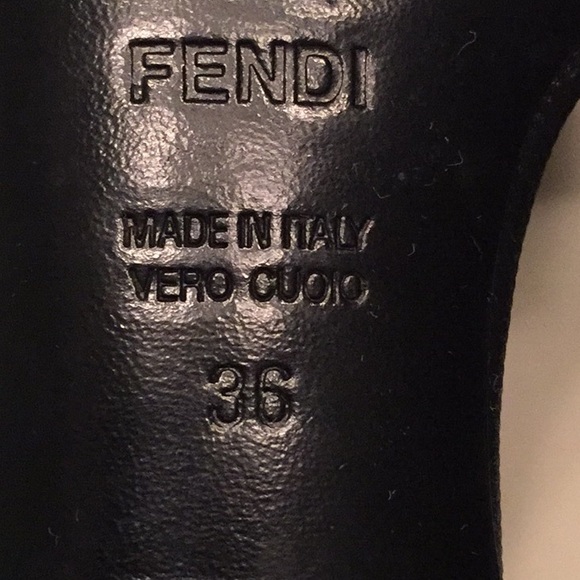 FENDI
MADE IN ITALY
VERO CUOIO
36